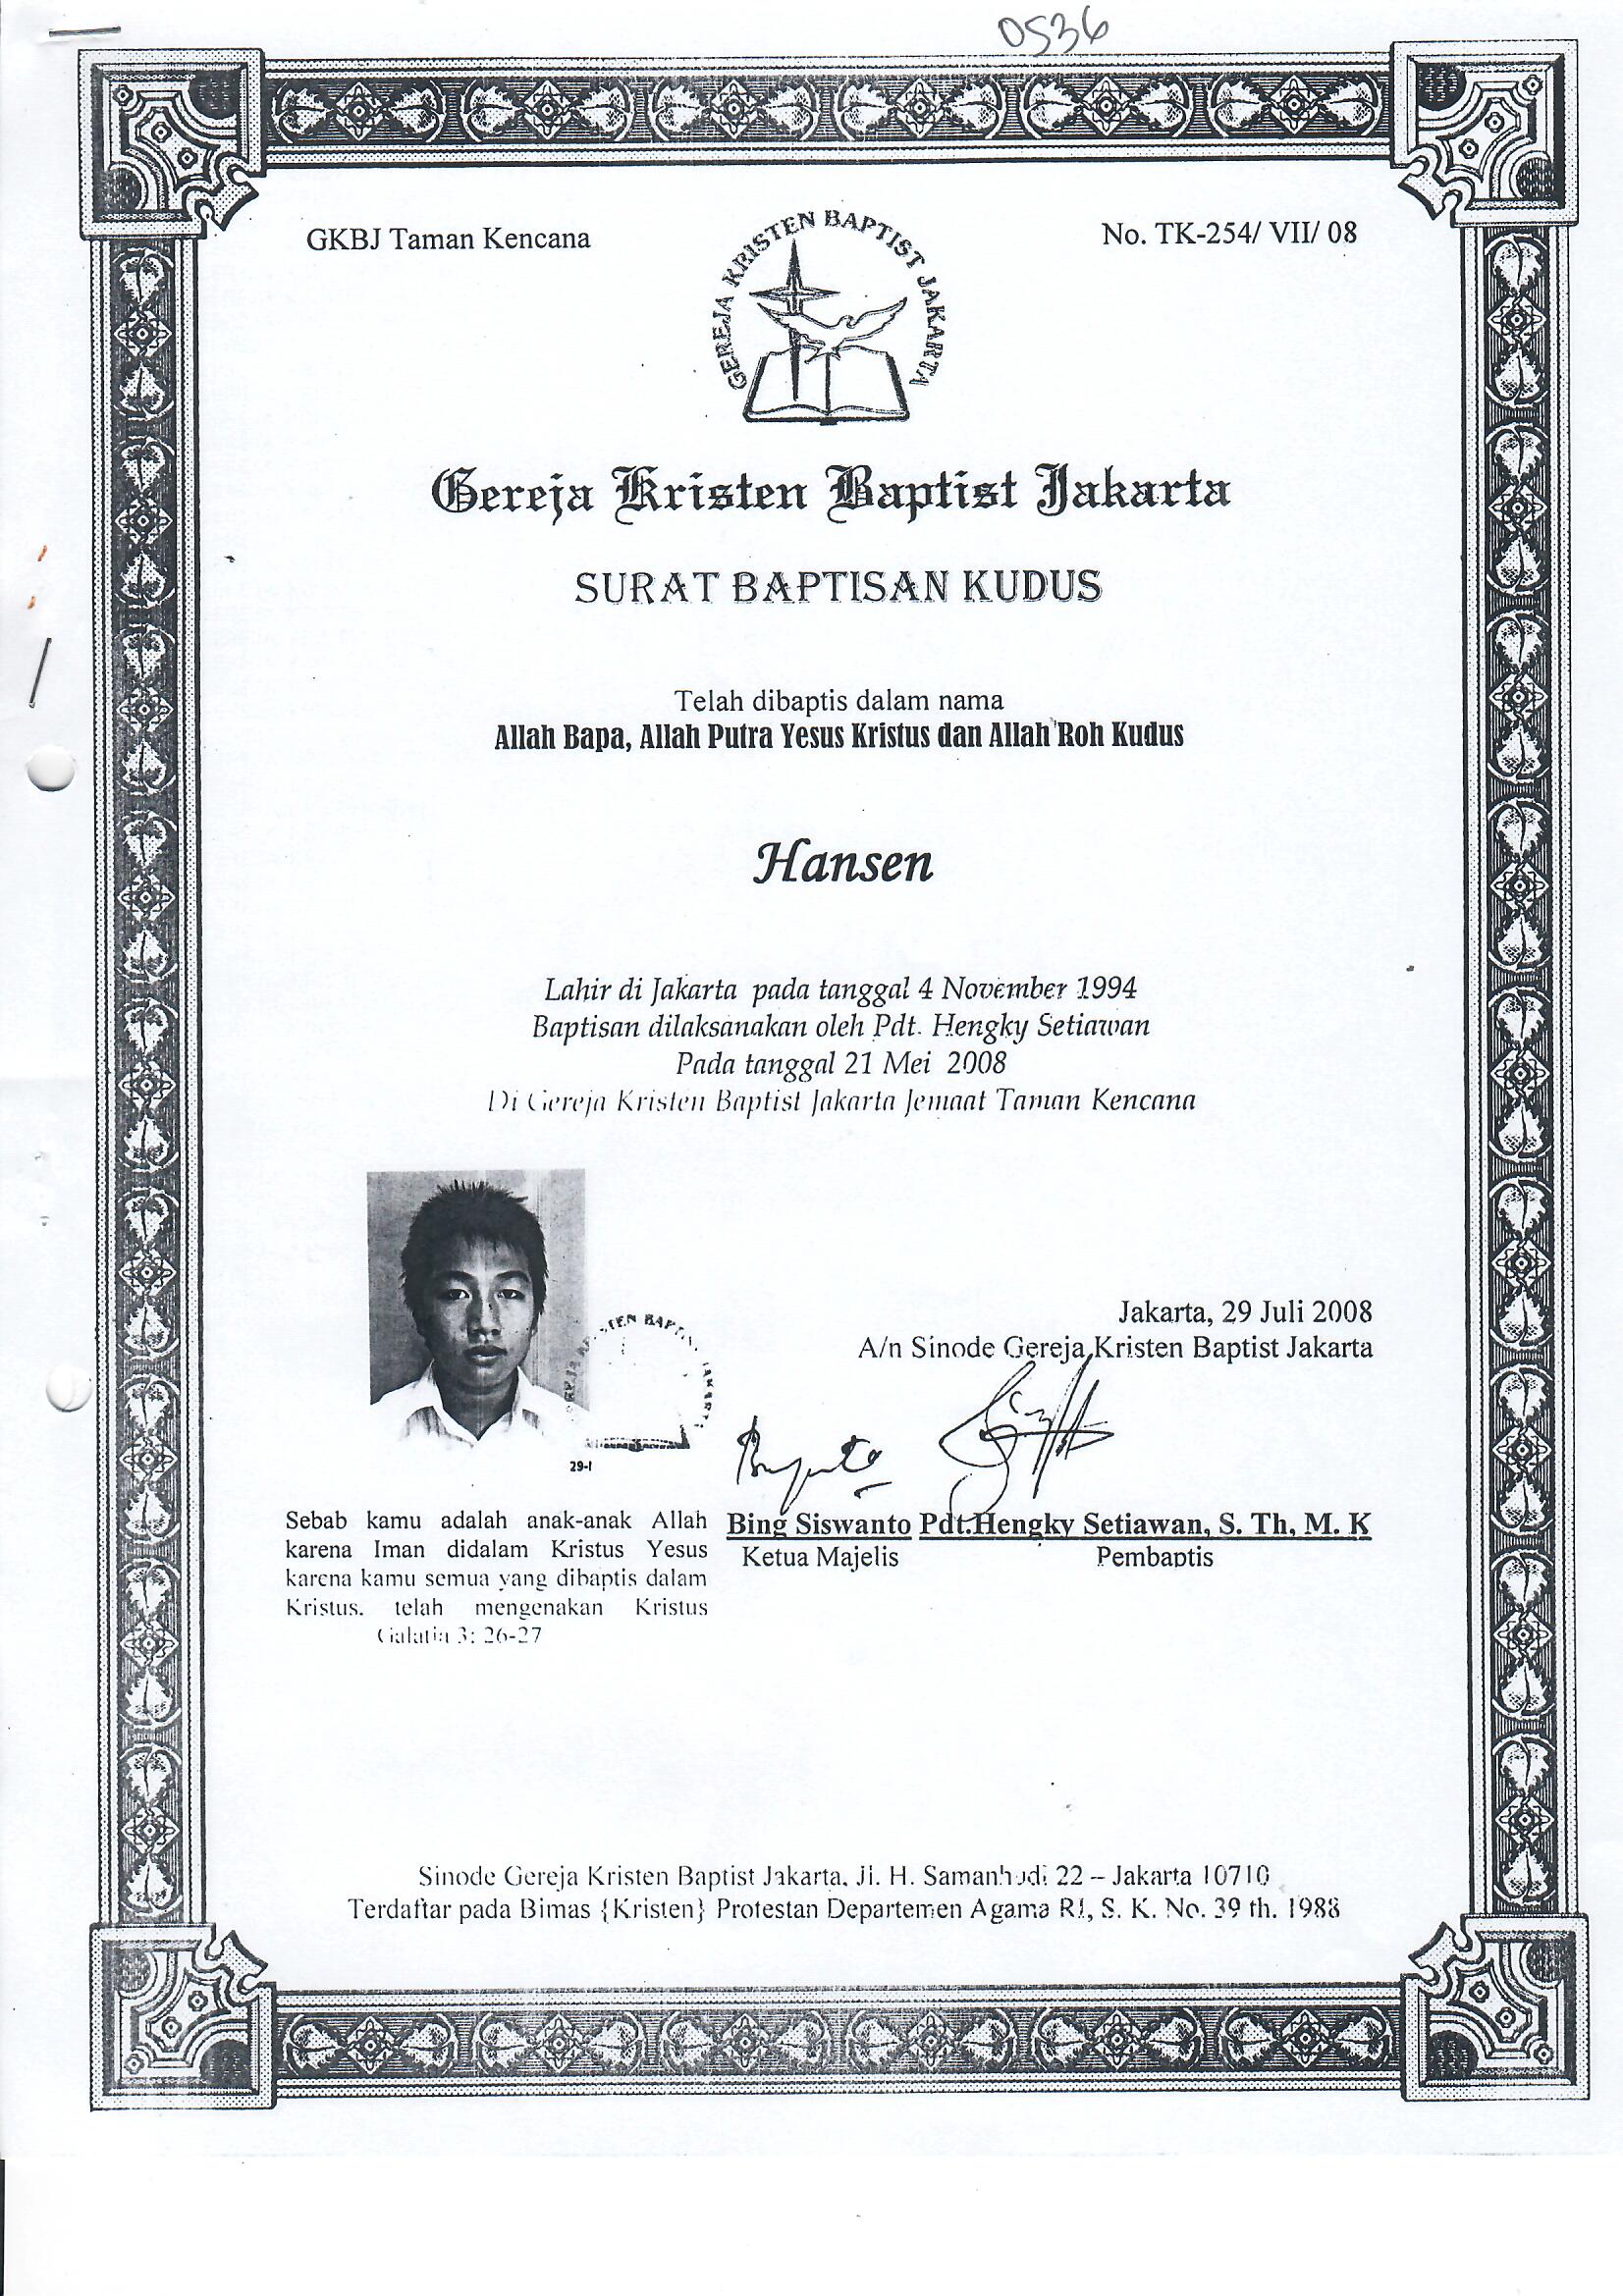 0536
GKBJ Taman Kencana
No. TK-254/ VII/ 08
GEREJA KRISTEN BAPTIST JAKARTA
Gereja Kristen Baptist Jakarta
SURAT BAPTISAN KUDUS
Telah dibaptis dalam nama
Allah Bapa, Allah Putra Yesus Kristus dan Allah Roh Kudus
Hansen
Lahir di Jakarta pada tanggal 4 November 1994
Baptisan dilaksanakan oleh Pdt. Hengky Setiawan
Pada tanggal 21 Mei 2008
Di Gereja Kristen Baptist Jakarta Jemaat Taman Kencana
Jakarta, 29 Juli 2008
A/n Sinode Gereja Kristen Baptist Jakarta
BAPTIST JAKARTA
29-
Bing Siswanto Pdt.Hengky Setiawan, S. Th, M. K
Ketua Majelis Pembaptis
Sebab kamu adalah anak-anak Allah
karena Iman didalam Kristus Yesus
karena kamu semua yang dibaptis dalam
Kristus. telah mengenakan Kristus
Galatia 3: 26-27
Sinode Gereja Kristen Baptist Jakarta, Jl. H. Samanhudi 22 – Jakarta 10710
Terdaftar pada Bimas {Kristen} Protestan Departemen Agama RI, S. K. No. 39 th. 1988